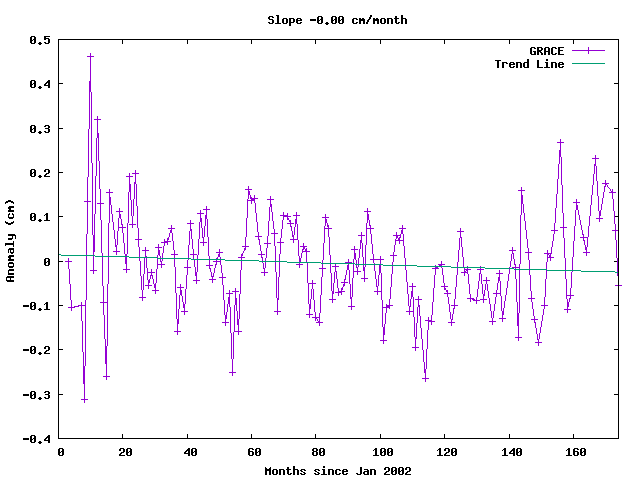 Slope -0.00 cm/month
GRACE
Trend Line
Anomaly (cm)
0.5
0.4
0.3
0.2
0.1
0
-0.1
-0.2
-0.3
-0.4
0 20 40 60 80 100 120 140 160
Months since Jan 2002